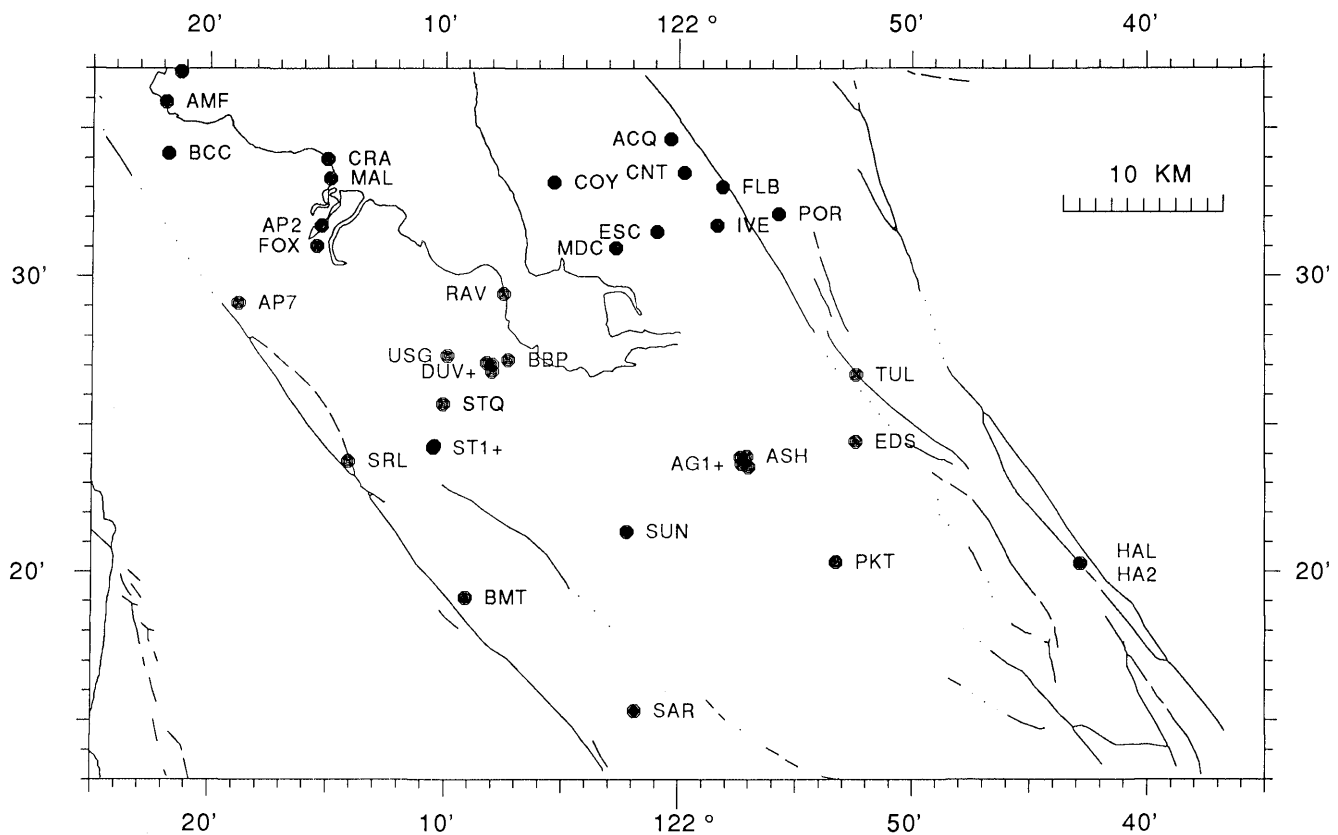 20' 10' 122° 50' 40'
AMF
ACQ
BCC
CRA
CNT
10 KM
MAL
COY
FLB
POR
AP2
IVE
ESC
FOX
MDC
30' 30'
RAV
AP7
USG
BBP
DUV+
TUL
STQ
EDS
ST1+
SRL
ASH
AG1+
SUN
HAL
PKT
20' 20'
HA2
BMT
SAR
20' 10' 122° 50' 40'